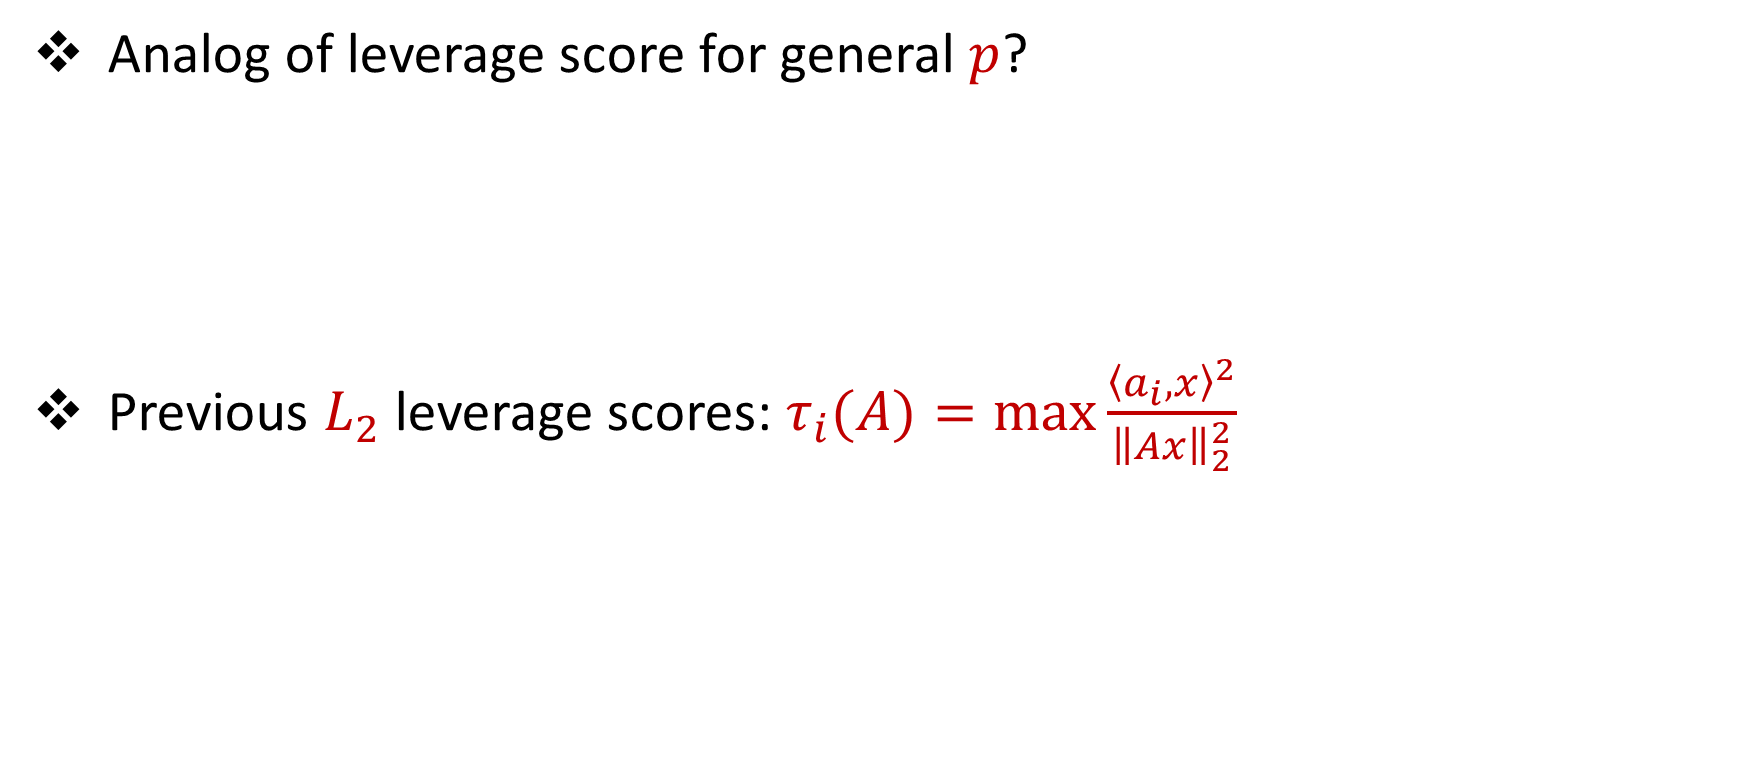 ❖ Analog of leverage score for general p?
❖ Previous L₂ leverage scores: τᵢ(A) = max ⟨aᵢ,x⟩² / ‖Ax‖₂²